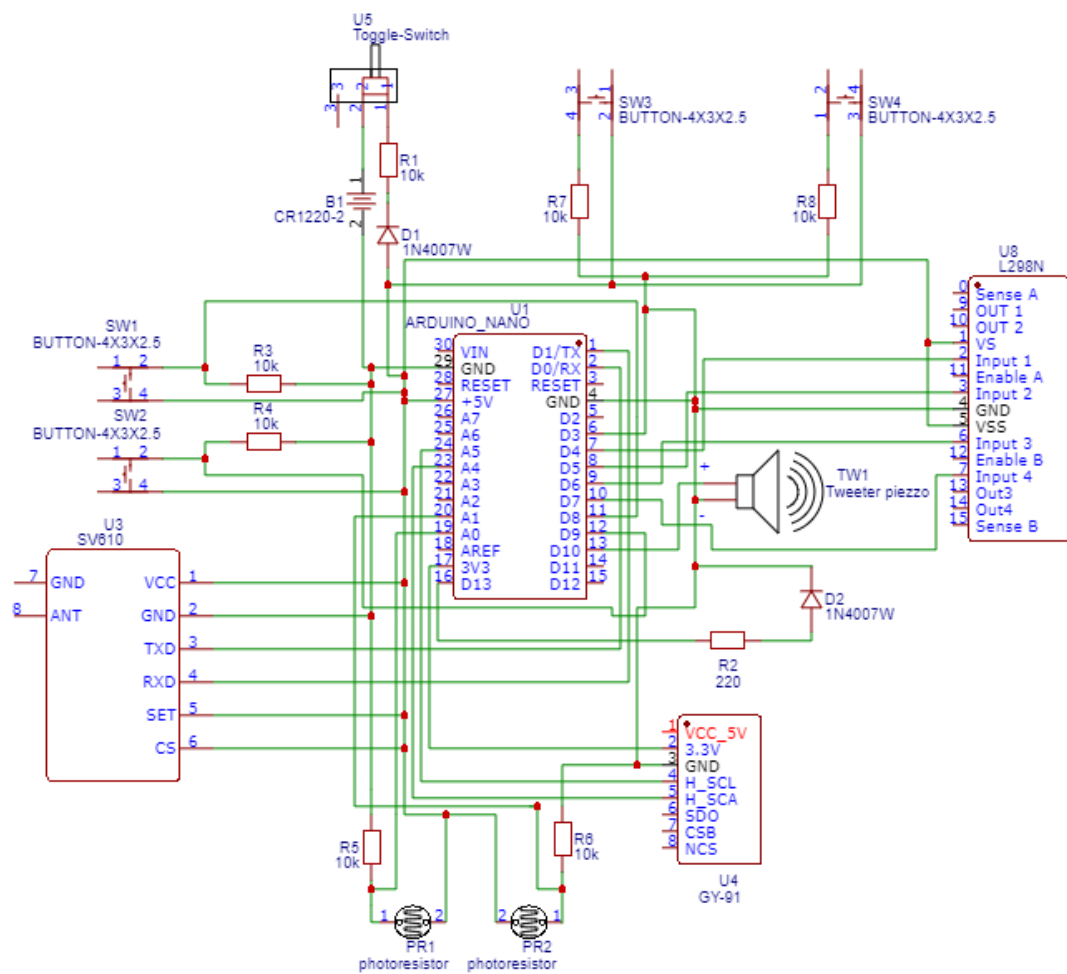 U5
Toggle-Switch
3 2 1
3 2 1
R1
10k
1
B1
CR1220-2
2
D1
1N4007W
3 1
4 2
SW3
BUTTON-4X3X2.5
R7
10k
2 4
1 3
SW4
BUTTON-4X3X2.5
R8
10k
U8
L298N
0 Sense A
9 OUT 1
10 OUT 2
1 VS
2 Input 1
11 Enable A
3 Input 2
4 GND
5 VSS
6 Input 3
12 Enable B
7 Input 4
13 Out3
14 Out4
15 Sense B
SW1
BUTTON-4X3X2.5
1 2
3 4
R3
10k
SW2
BUTTON-4X3X2.5
1 2
3 4
R4
10k
U1
ARDUINO_NANO
30 VIN D1/TX 1
29 GND D0/RX 2
28 RESET RESET 3
27 +5V GND 4
26 A7 D2 5
25 A6 D3 6
24 A5 D4 7
23 A4 D5 8
22 A3 D6 9
21 A2 D7 10
20 A1 D8 11
19 A0 D9 12
18 AREF D10 13
17 3V3 D11 14
16 D13 D12 15
+
-
TW1
Tweeter piezzo
D2
1N4007W
R2
220
U3
SV610
7 GND VCC 1
8 ANT GND 2
TXD 3
RXD 4
SET 5
CS 6
1 VCC_5V
2 3.3V
3 GND
4 H_SCL
5 H_SCA
6 SDO
7 CSB
8 NCS
U4
GY-91
R5
10k
R6
10k
1 2
PR1
photoresistor
2 1
PR2
photoresistor